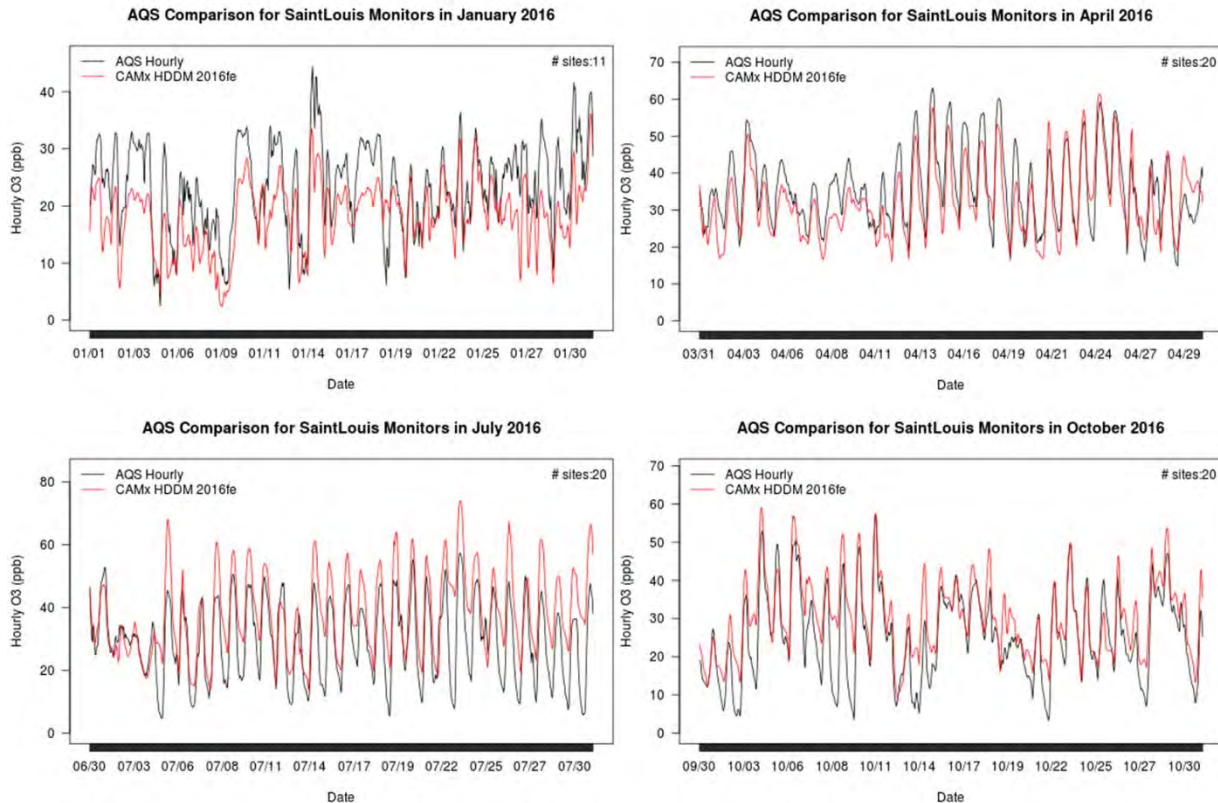 AQS Comparison for SaintLouis Monitors in January 2016
AQS Hourly
CAMx HDDM 2016fe
# sites:11
Hourly O3 (ppb)
40
30
20
10
0
01/01 01/03 01/06 01/09 01/11 01/14 01/17 01/19 01/22 01/25 01/27 01/30
Date
AQS Comparison for SaintLouis Monitors in April 2016
AQS Hourly
CAMx HDDM 2016fe
# sites:20
Hourly O3 (ppb)
70
60
50
40
30
20
10
0
03/31 04/03 04/06 04/08 04/11 04/13 04/16 04/19 04/21 04/24 04/27 04/29
Date
AQS Comparison for SaintLouis Monitors in July 2016
AQS Hourly
CAMx HDDM 2016fe
# sites:20
Hourly O3 (ppb)
80
60
40
20
0
06/30 07/03 07/06 07/08 07/11 07/14 07/16 07/19 07/22 07/25 07/27 07/30
Date
AQS Comparison for SaintLouis Monitors in October 2016
AQS Hourly
CAMx HDDM 2016fe
# sites:20
Hourly O3 (ppb)
70
60
50
40
30
20
10
0
09/30 10/03 10/06 10/08 10/11 10/14 10/17 10/19 10/22 10/25 10/27 10/30
Date